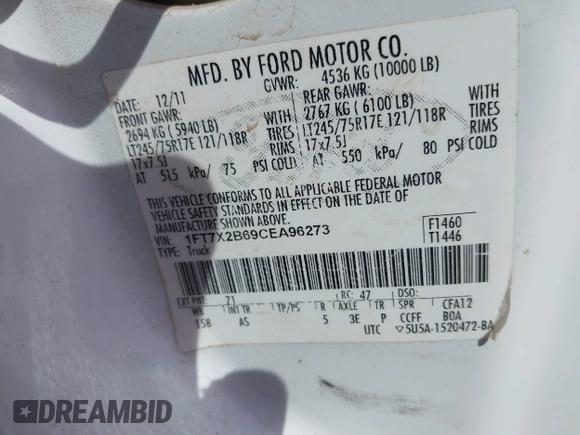 MFD. BY FORD MOTOR CO.
DATE: 12/11 GVWR: 4536 KG (10000 LB)
FRONT GAWR: REAR GAWR:
2694 KG (5940 LB) WITH 2767 KG (6100 LB) WITH
LT245/75R17E 121/118R TIRES LT245/75R17E 121/118R TIRES
17x7.5J RIMS 17x7.5J RIMS
AT 515 kPa/ 75 PSI COLD AT 550 kPa/ 80 PSI COLD
THIS VEHICLE CONFORMS TO ALL APPLICABLE FEDERAL MOTOR
VEHICLE SAFETY STANDARDS IN EFFECT ON THE DATE OF
MANUFACTURE SHOWN ABOVE.
VIN: 1FT7X2B69CEA96273 F1460
TYPE: Truck T1446
EXT PNT: Z1 RC: 47 DSO:
WB INT TR TP/PS R AXLE TR SPR CFA12
158 AS 5 3E P CCFF BOA
UTC ▽5U5A-1520472-BA
DREAMBID